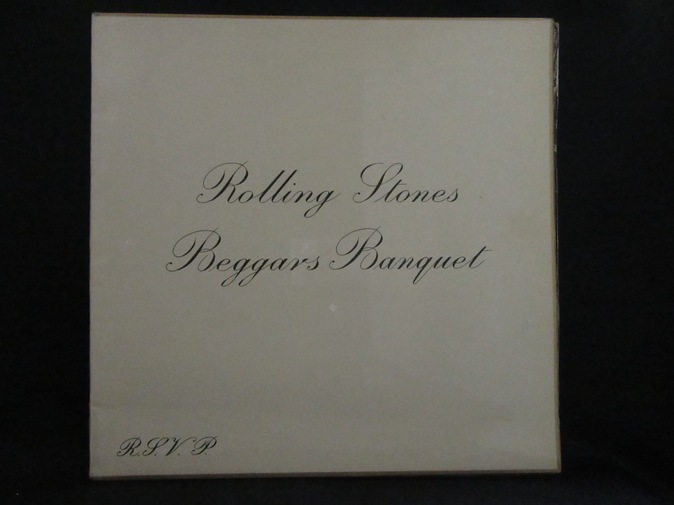 Rolling Stones
Beggars Banquet
R.S.V.P.